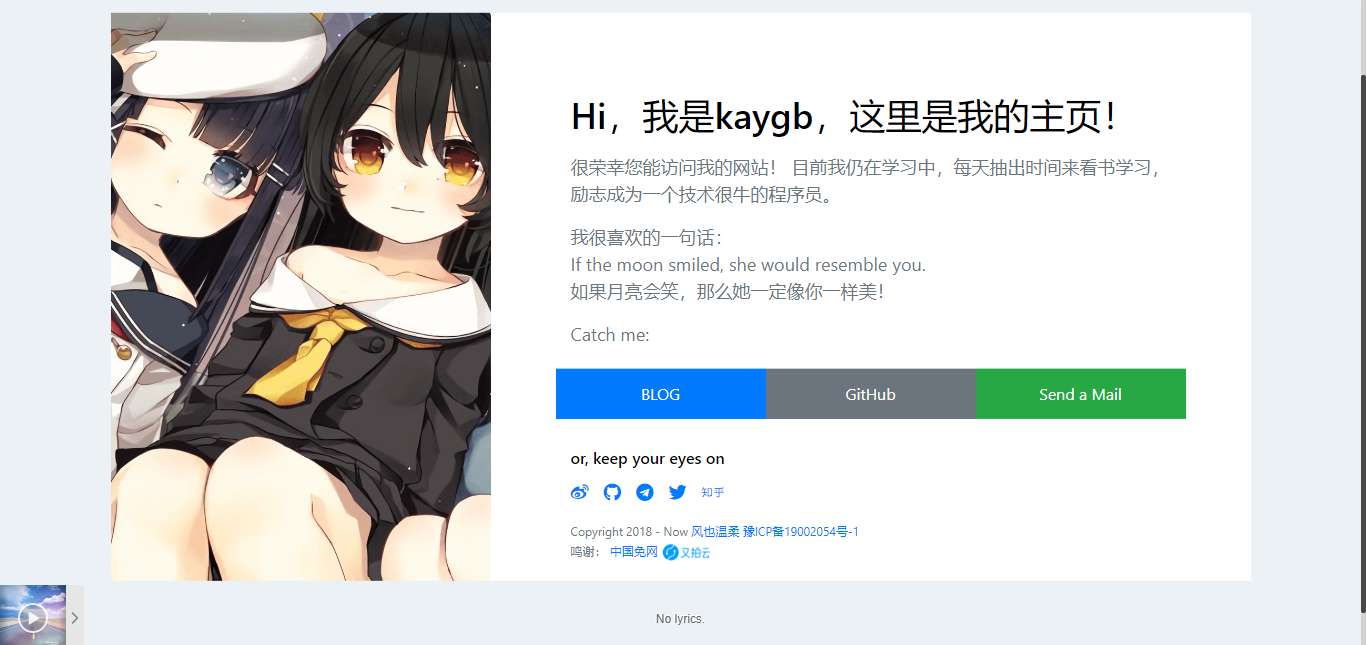 Hi，我是kaygb，这里是我的主页！
很荣幸您能访问我的网站！ 目前我仍在学习中，每天抽出时间来看书学习，
励志成为一个技术很牛的程序员。
我很喜欢的一句话：
If the moon smiled, she would resemble you.
如果月亮会笑，那么她一定像你一样美！
Catch me:
BLOG GitHub Send a Mail
or, keep your eyes on
知乎
Copyright 2018 - Now 风也温柔 豫ICP备19002054号-1
鸣谢： 中国免网 又拍云
No lyrics.